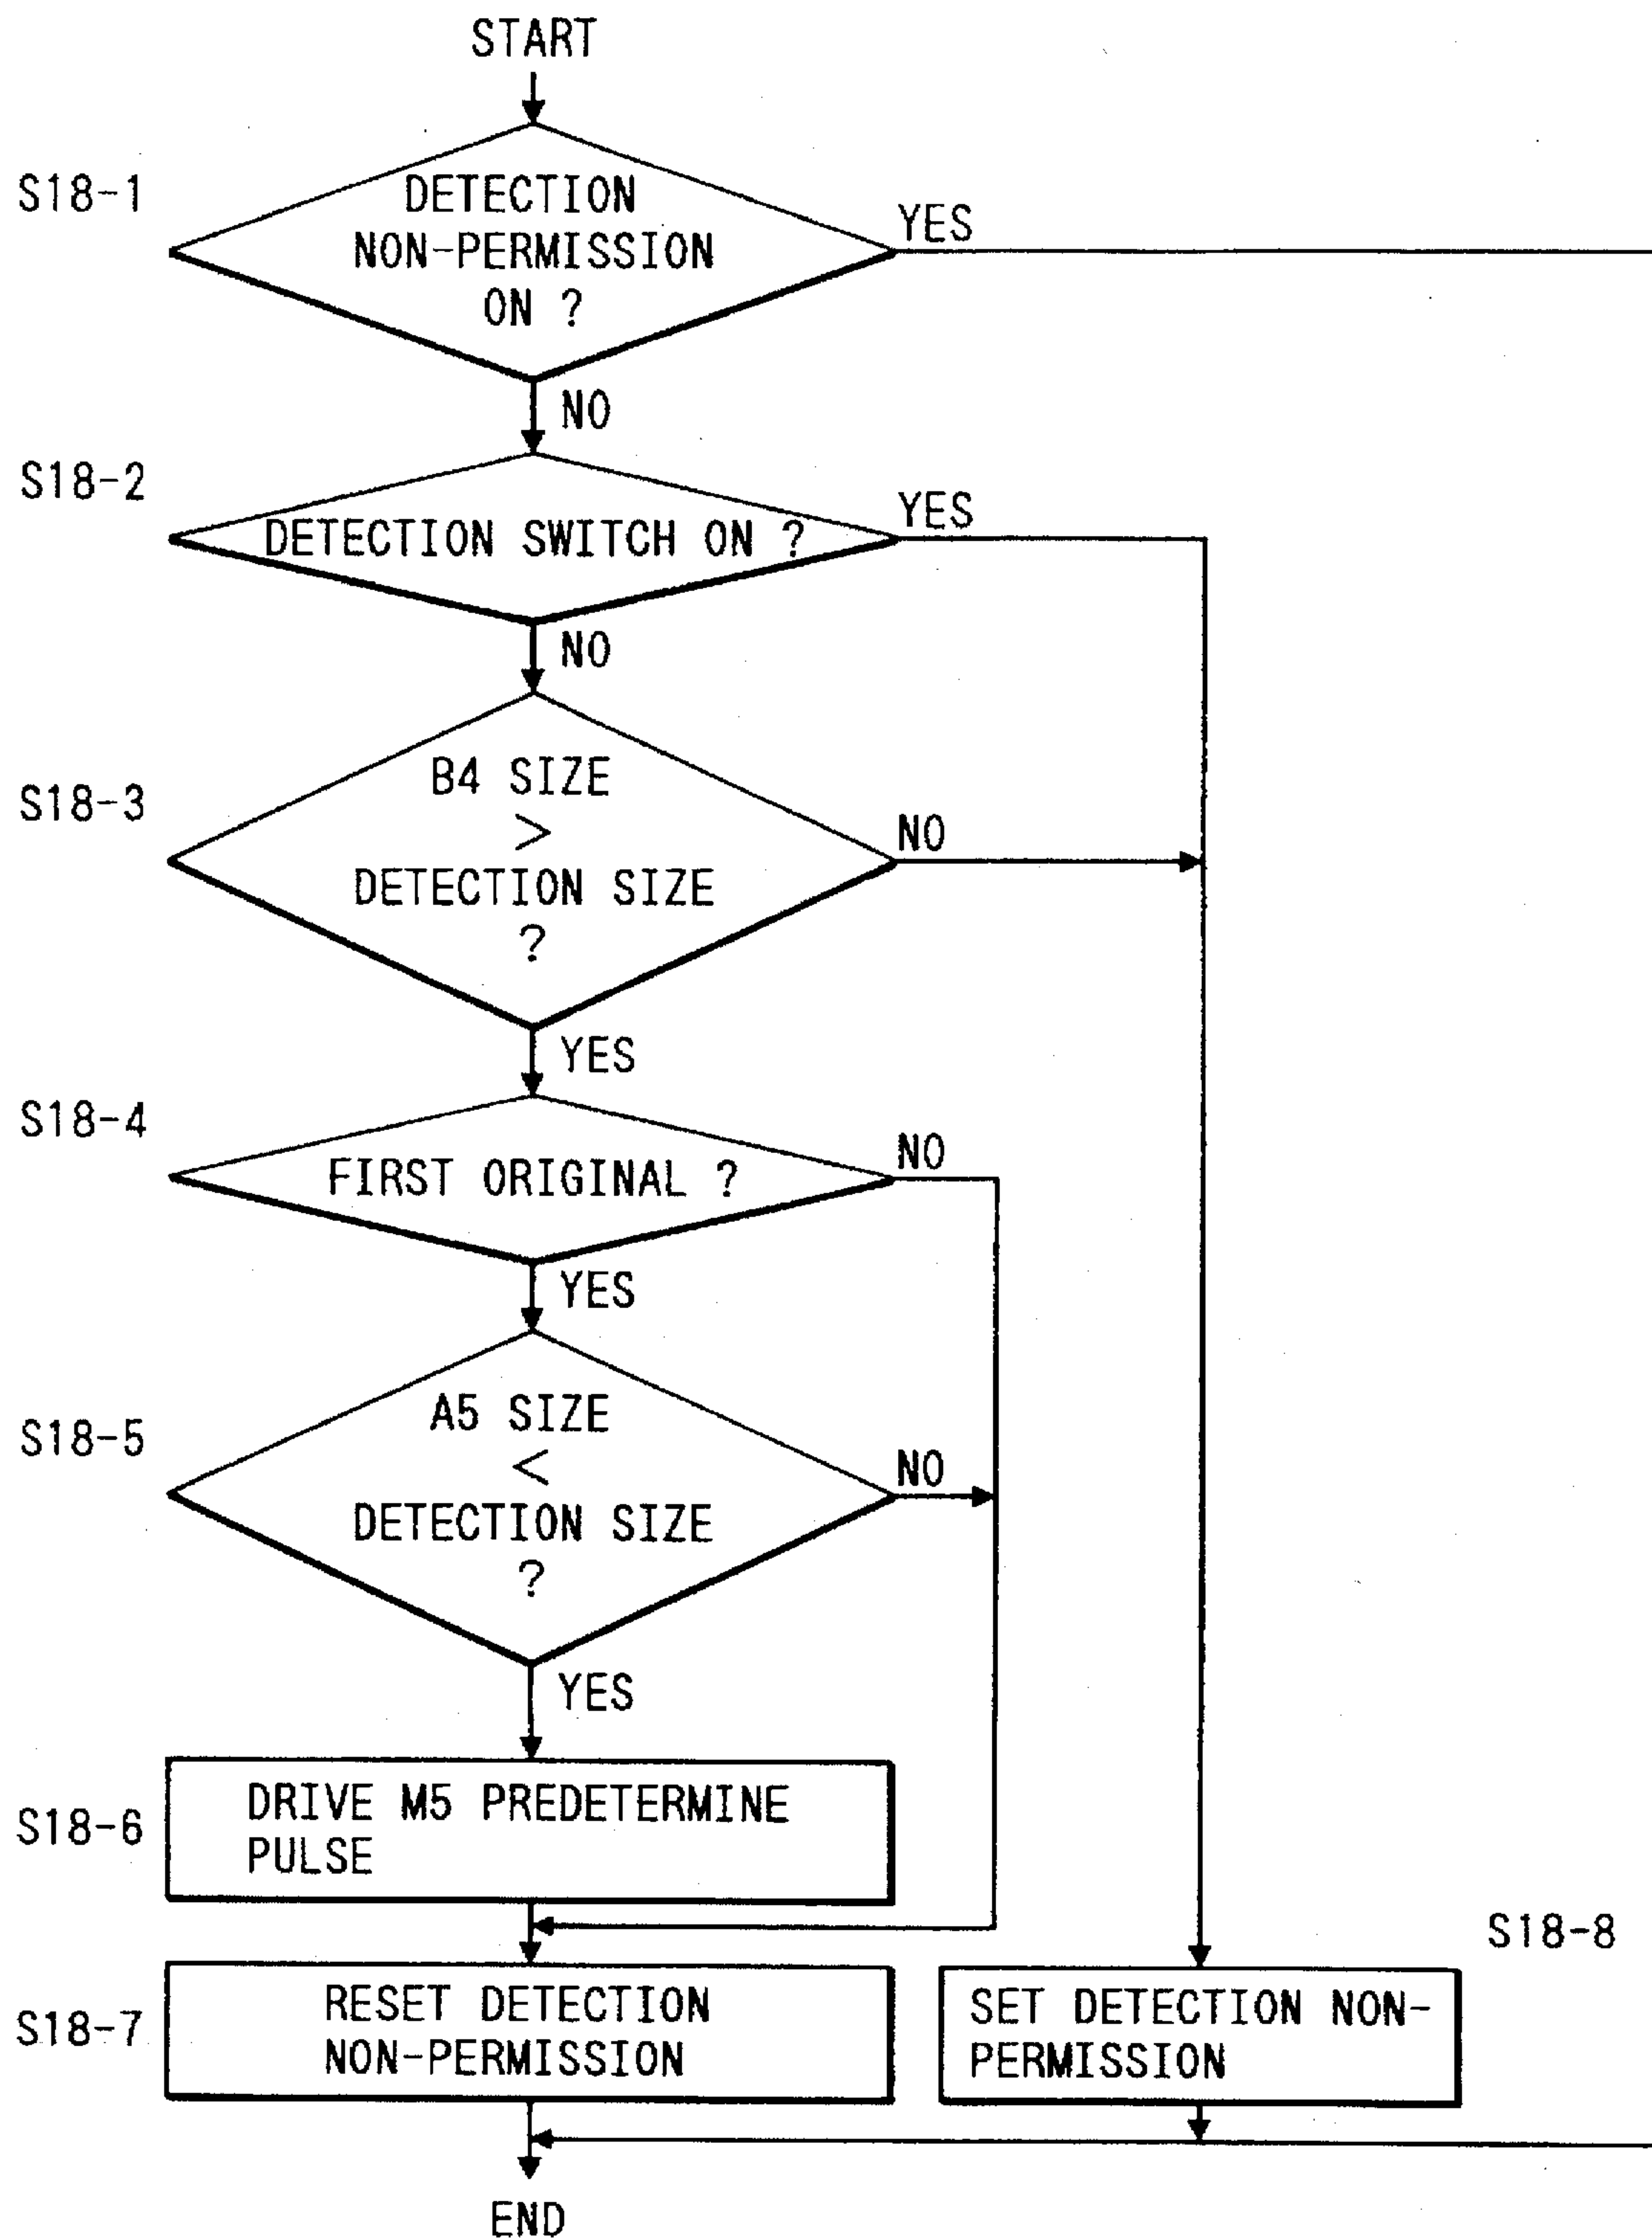 START
S18-1
DETECTION
NON-PERMISSION
ON ?
YES
NO
S18-2
DETECTION SWITCH ON ?
YES
NO
S18-3
B4 SIZE
>
DETECTION SIZE
?
NO
YES
S18-4
FIRST ORIGINAL ?
NO
YES
S18-5
A5 SIZE
<
DETECTION SIZE
?
NO
YES
S18-6
DRIVE M5 PREDETERMINE
PULSE
S18-7
RESET DETECTION
NON-PERMISSION
S18-8
SET DETECTION NON-
PERMISSION
END